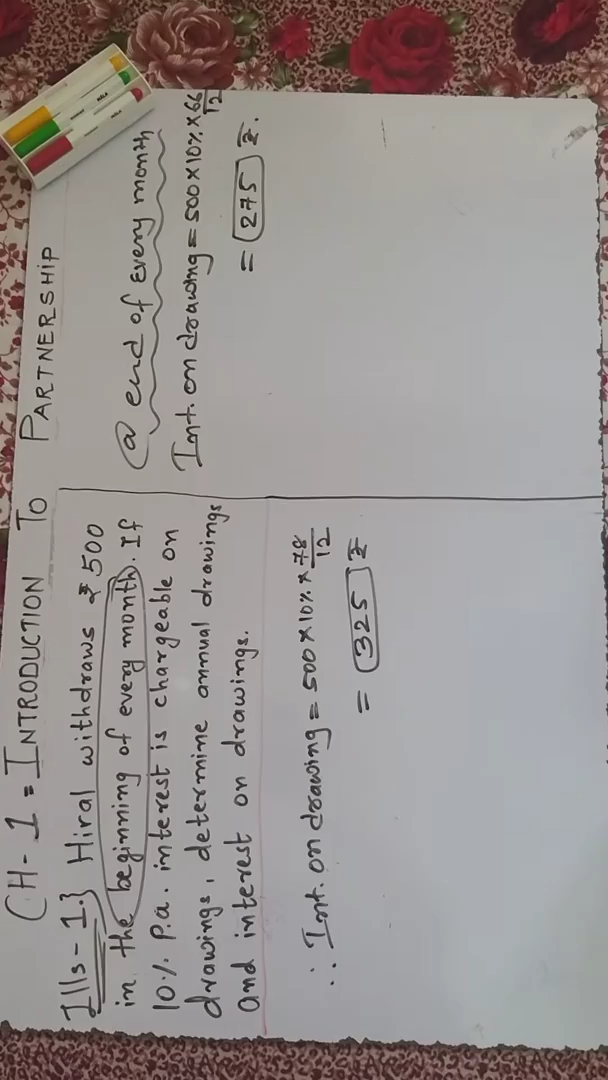 CH-1 = INTRODUCTION TO PARTNERSHIP
Ills-1.} Hiral withdraws ₹500
in the beginning of every month. If
10% P.a. interest is chargeable on
drawings, determine annual drawings
and interest on drawings.
∴ Int. on drawing = 500 × 10% × 78/12
= 325 ₹
@ end of every month
Int. on drawing = 500 × 10% × 66/12
= 275 ₹.